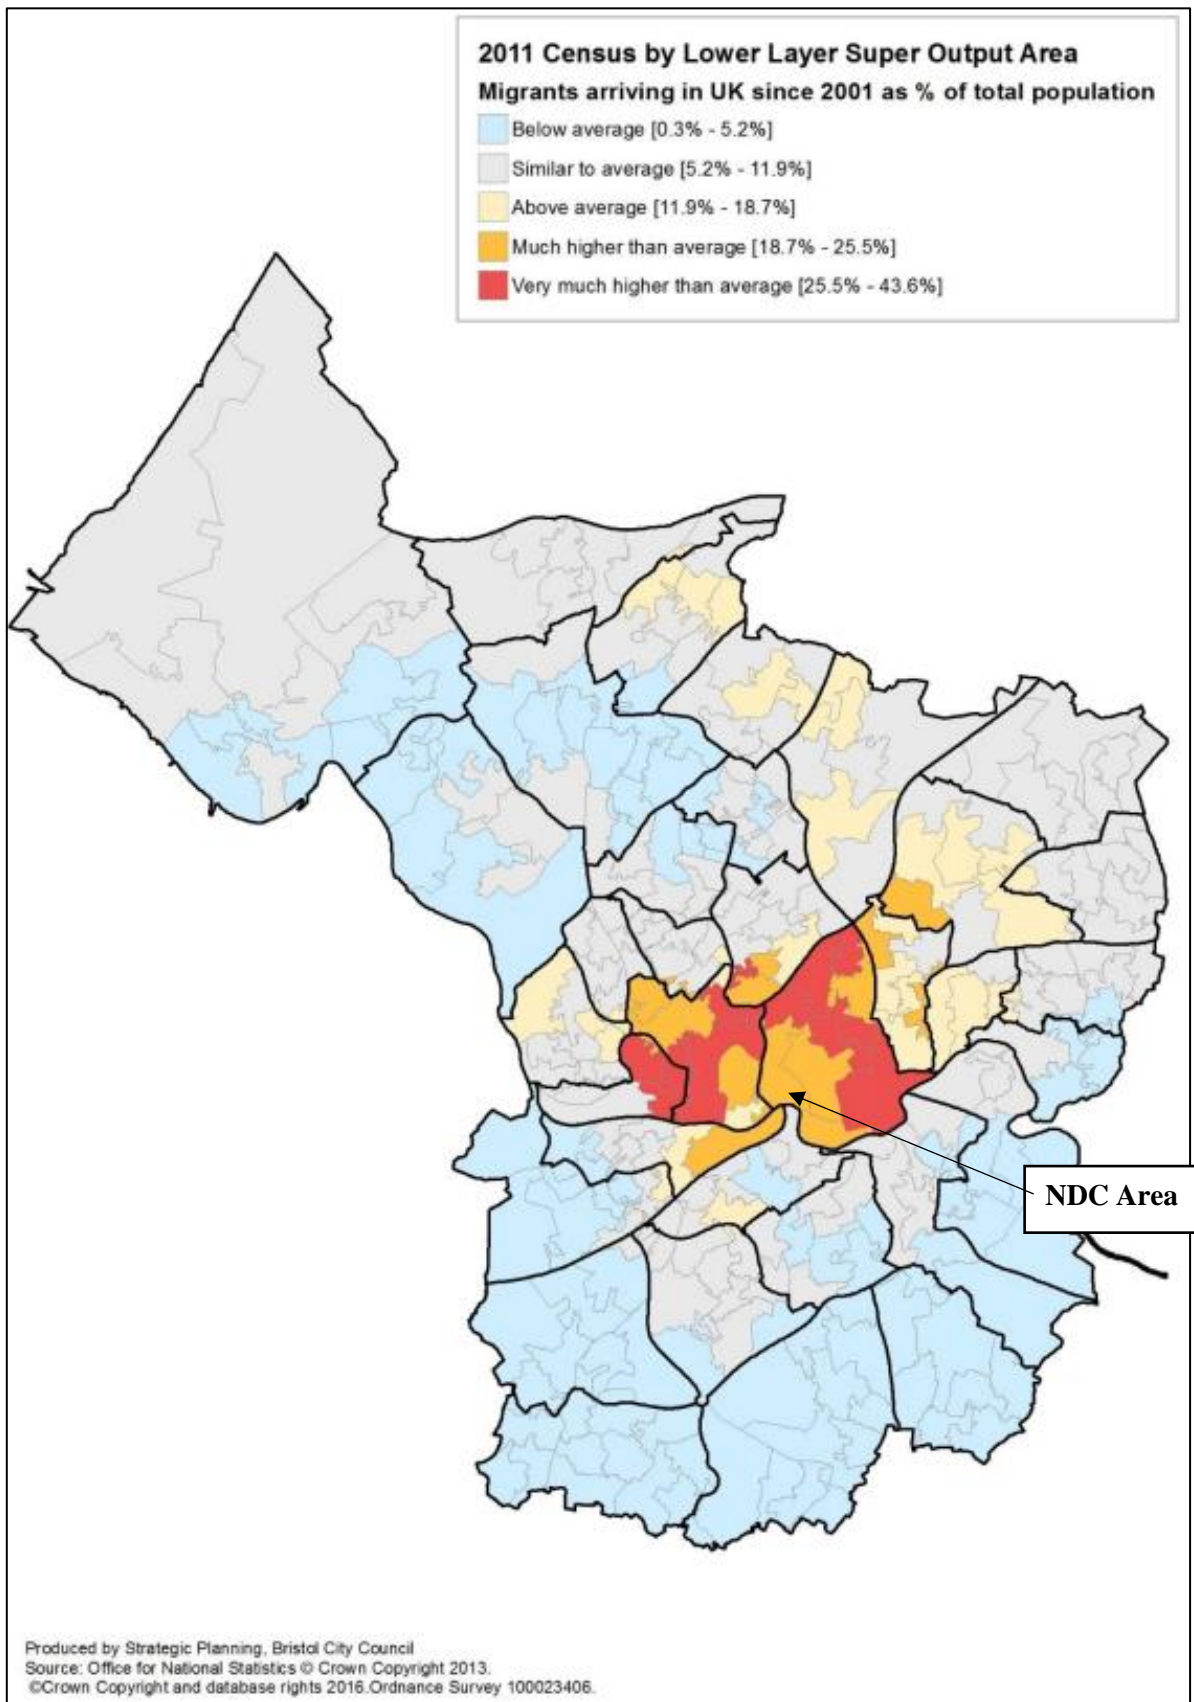 2011 Census by Lower Layer Super Output Area
Migrants arriving in UK since 2001 as % of total population
Below average [0.3% - 5.2%]
Similar to average [5.2% - 11.9%]
Above average [11.9% - 18.7%]
Much higher than average [18.7% - 25.5%]
Very much higher than average [25.5% - 43.6%]
NDC Area
Produced by Strategic Planning, Bristol City Council
Source: Office for National Statistics © Crown Copyright 2013.
©Crown Copyright and database rights 2016.Ordnance Survey 100023406.